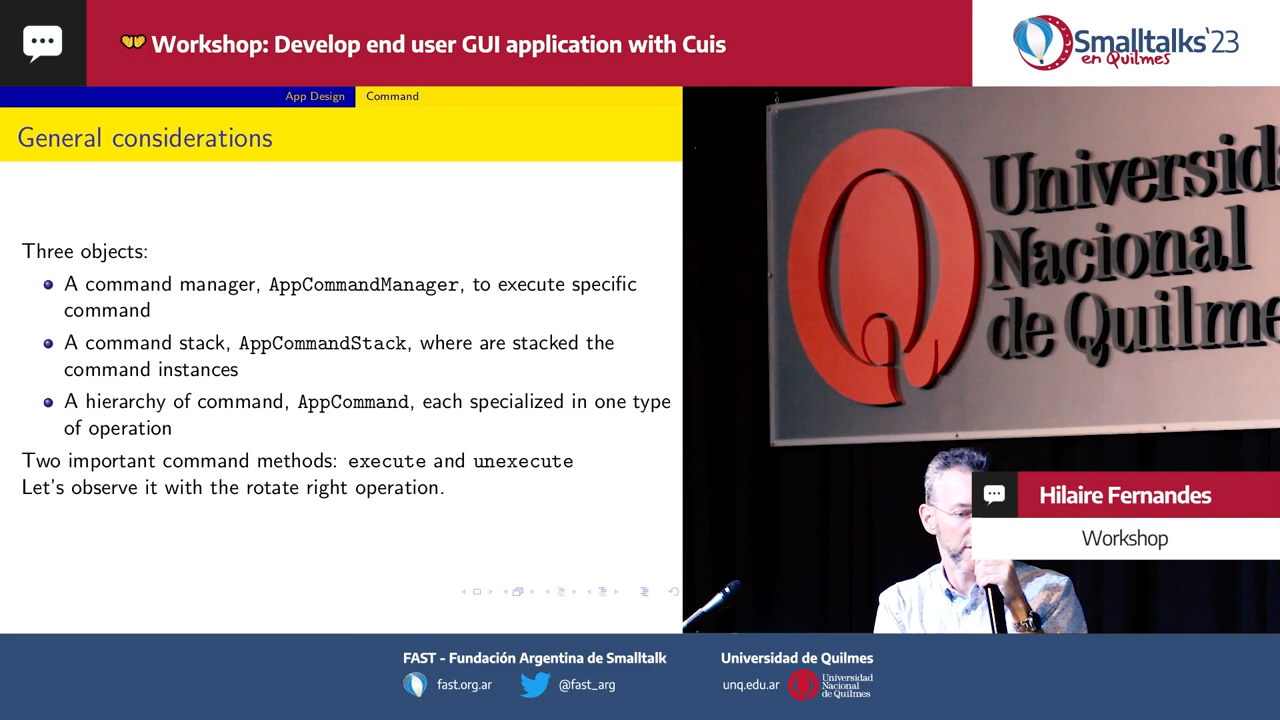 Workshop: Develop end user GUI application with Cuis
Smalltalks'23
en Quilmes
App Design
Command
General considerations
Three objects:
A command manager, AppCommandManager, to execute specific
command
A command stack, AppCommandStack, where are stacked the
command instances
A hierarchy of command, AppCommand, each specialized in one type
of operation
Two important command methods: execute and unexecute
Let's observe it with the rotate right operation.
Universid
Nacional
de Quilme
Hilaire Fernandes
Workshop
FAST - Fundación Argentina de Smalltalk
fast.org.ar
@fast_arg
Universidad de Quilmes
unq.edu.ar
Universidad
Nacional
de Quilmes